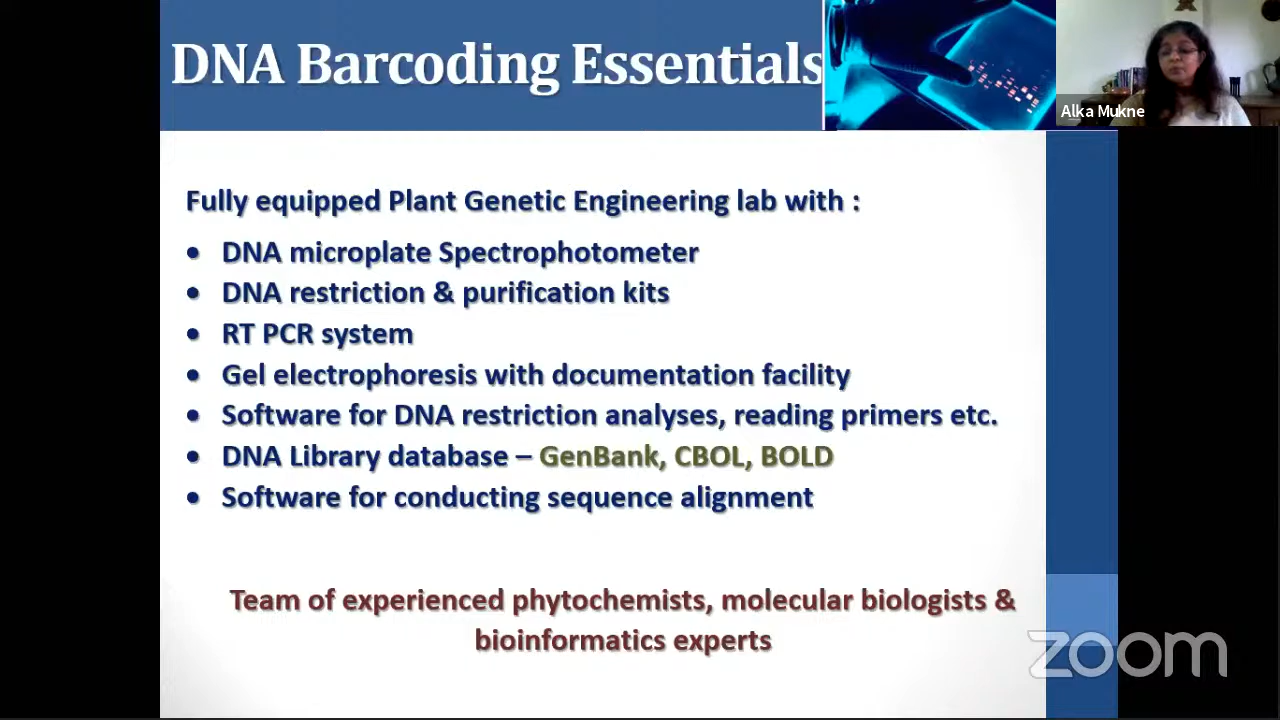 DNA Barcoding Essentials
Alka Mukne
Fully equipped Plant Genetic Engineering lab with :
• DNA microplate Spectrophotometer
• DNA restriction & purification kits
• RT PCR system
• Gel electrophoresis with documentation facility
• Software for DNA restriction analyses, reading primers etc.
• DNA Library database – GenBank, CBOL, BOLD
• Software for conducting sequence alignment
Team of experienced phytochemists, molecular biologists &
bioinformatics experts
zoom